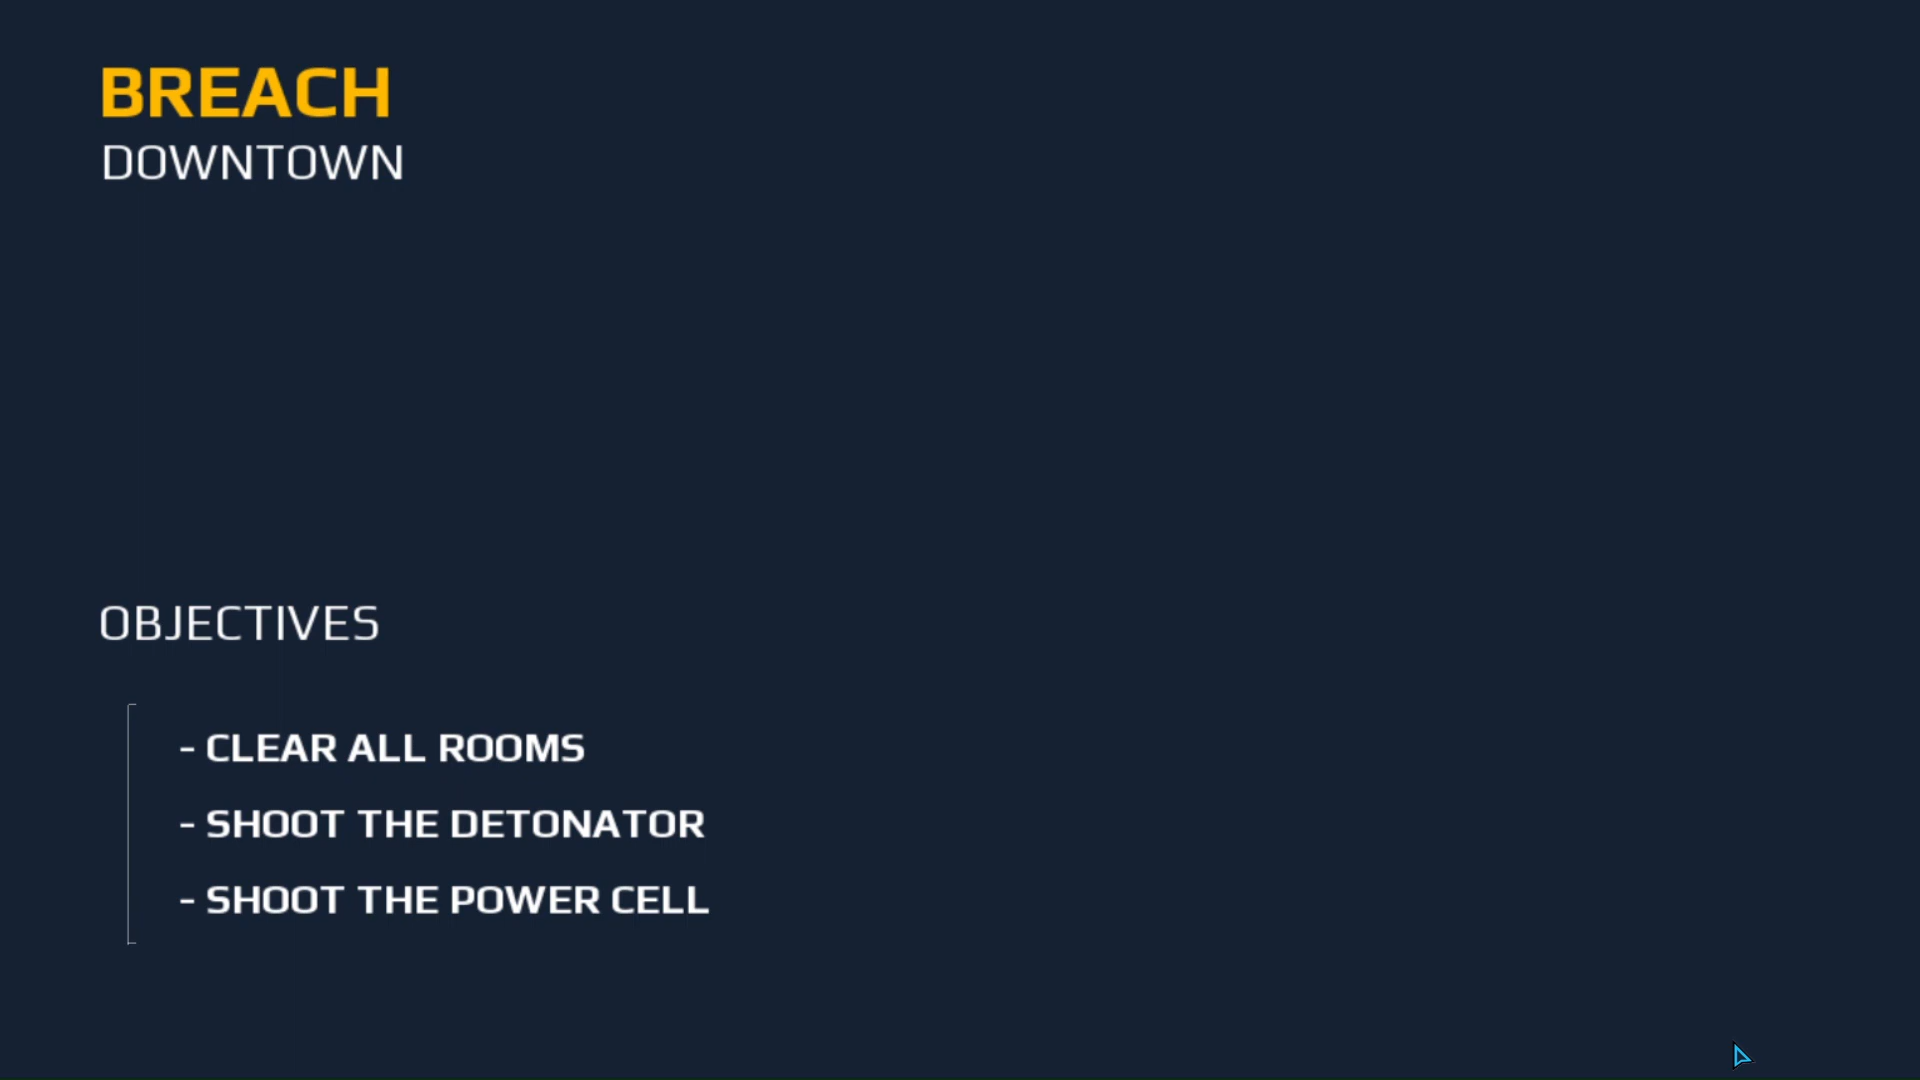 BREACH
DOWNTOWN
OBJECTIVES
- CLEAR ALL ROOMS
- SHOOT THE DETONATOR
- SHOOT THE POWER CELL